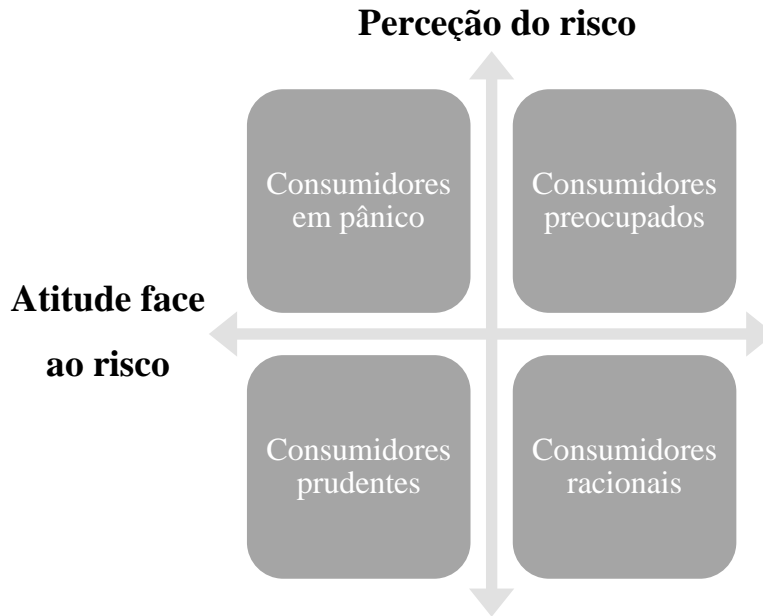 Perceção do risco
Consumidores
em pânico
Consumidores
preocupados
Atitude face
ao risco
Consumidores
prudentes
Consumidores
racionais